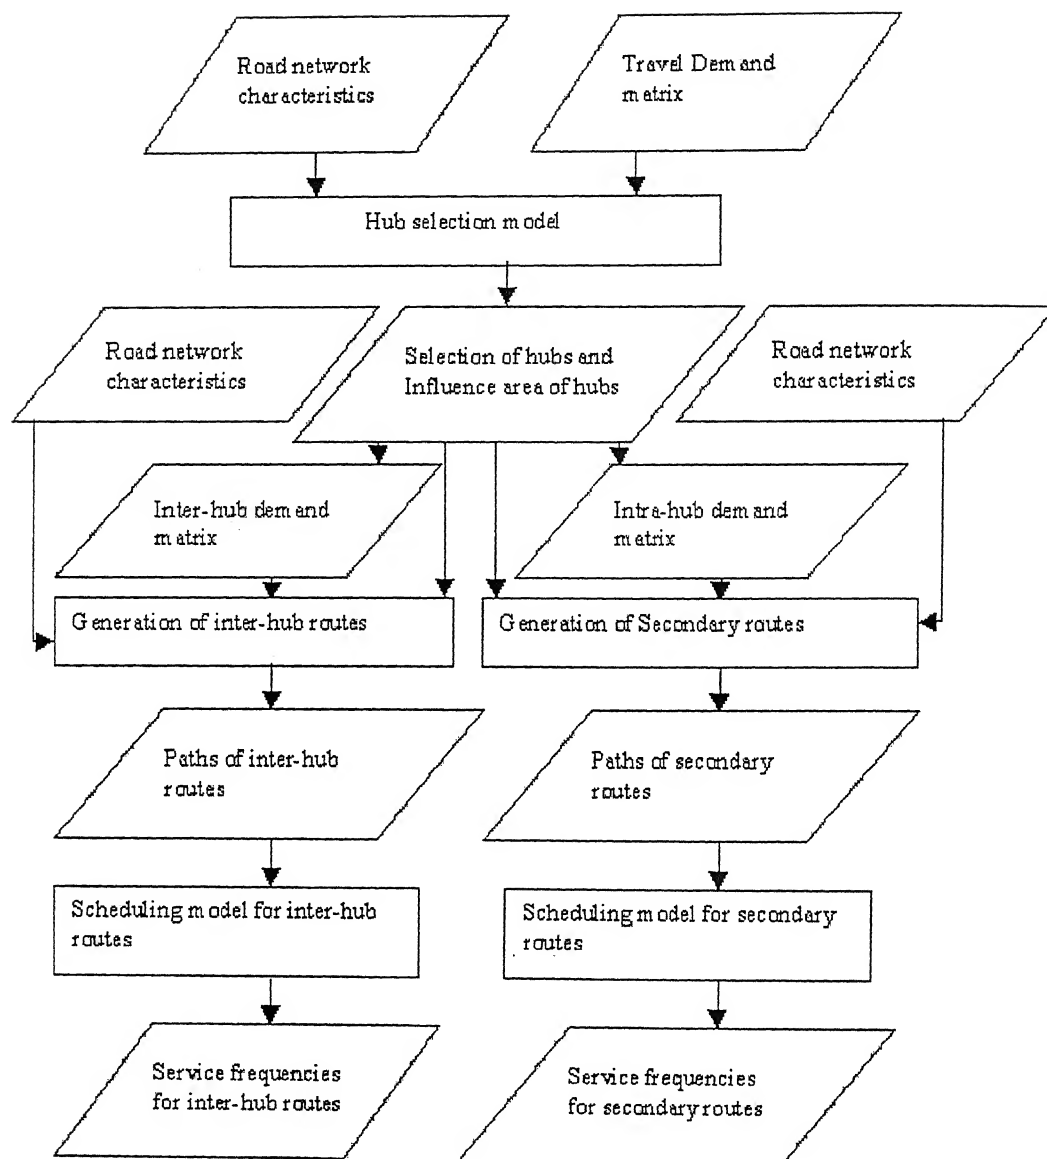 Road network
characteristics
Travel Demand
matrix
Hub selection model
Road network
characteristics
Selection of hubs and
Influence area of hubs
Road network
characteristics
Inter-hub demand
matrix
Intra-hub demand
matrix
Generation of inter-hub routes
Generation of Secondary routes
Paths of inter-hub
routes
Paths of secondary
routes
Scheduling model for inter-hub
routes
Scheduling model for secondary
routes
Service frequencies
for inter-hub routes
Service frequencies
for secondary routes